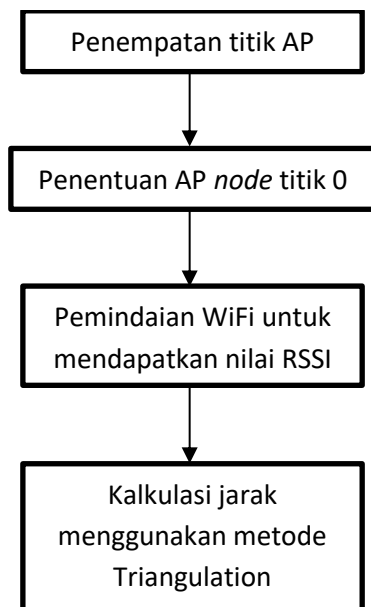 Penempatan titik AP
Penentuan AP node titik 0
Pemindaian WiFi untuk
mendapatkan nilai RSSI
Kalkulasi jarak
menggunakan metode
Triangulation